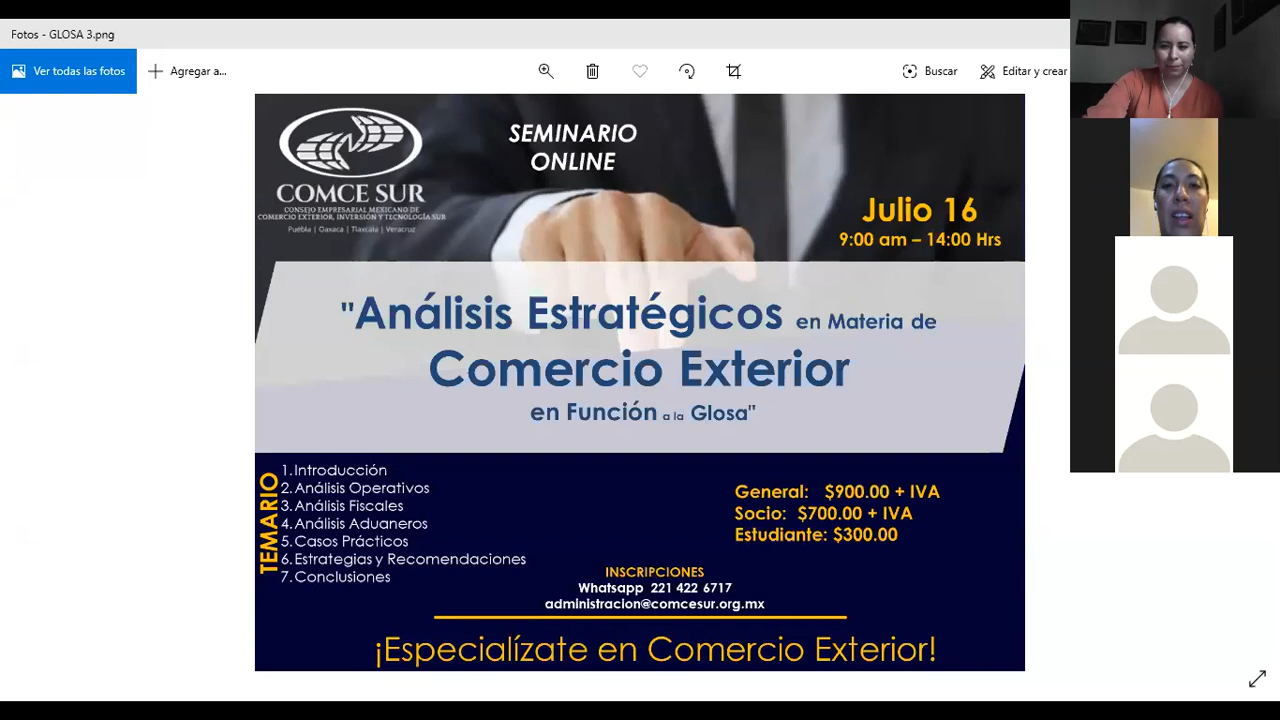 Fotos - GLOSA 3.png
Ver todas las fotos
Agregar a...
Buscar
Editar y crear
COMCE SUR
CONSEJO EMPRESARIAL MEXICANO DE
COMERCIO EXTERIOR, INVERSIÓN Y TECNOLOGÍA SUR
Puebla | Oaxaca | Tlaxcala | Veracruz
SEMINARIO
ONLINE
Julio 16
9:00 am – 14:00 Hrs
"Análisis Estratégicos en Materia de
Comercio Exterior
en Función a la Glosa"
TEMARIO
1. Introducción
2. Análisis Operativos
3. Análisis Fiscales
4. Análisis Aduaneros
5. Casos Prácticos
6. Estrategias y Recomendaciones
7. Conclusiones
General: $900.00 + IVA
Socio: $700.00 + IVA
Estudiante: $300.00
INSCRIPCIONES
Whatsapp 221 422 6717
administracion@comcesur.org.mx
¡Especialízate en Comercio Exterior!